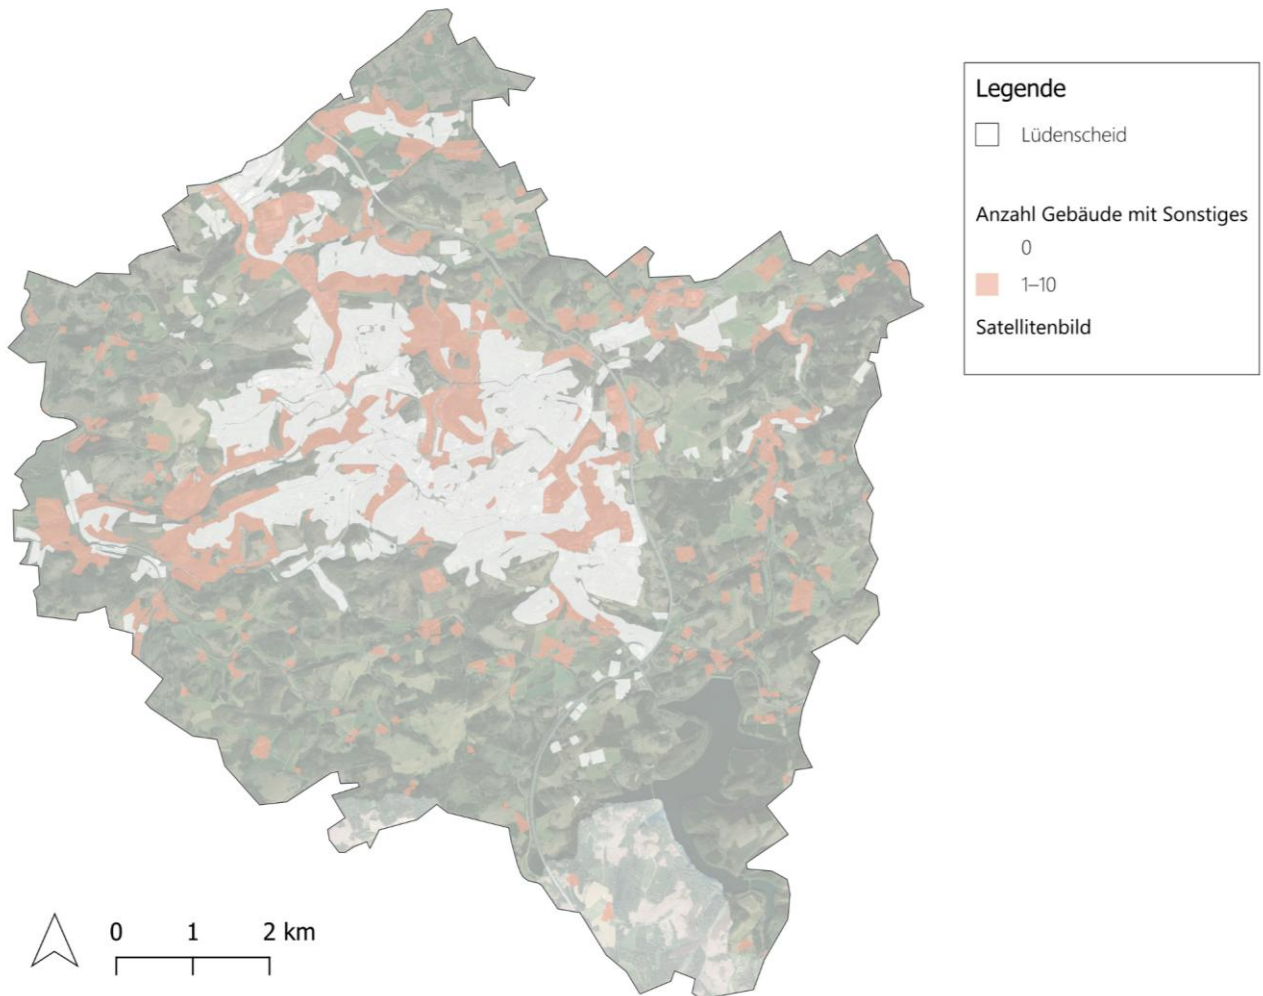 Legende
Lüdenscheid
Anzahl Gebäude mit Sonstiges
0
1–10
Satellitenbild
0 1 2 km